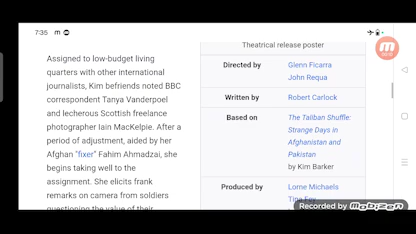 7:35 m
Theatrical release poster
Assigned to low-budget living
quarters with other international
journalists, Kim befriends noted BBC
correspondent Tanya Vanderpoel
and lecherous Scottish freelance
photographer Iain MacKelpie. After a
period of adjustment, aided by her
Afghan "fixer" Fahim Ahmadzai, she
begins taking well to the
assignment. She elicits frank
remarks on camera from soldiers
questioning the value of their
Directed by Glenn Ficarra
John Requa
Written by Robert Carlock
Based on The Taliban Shuffle:
Strange Days in
Afghanistan and
Pakistan
by Kim Barker
Produced by Lorne Michaels
Tina Fey
Recorded by Mobizen